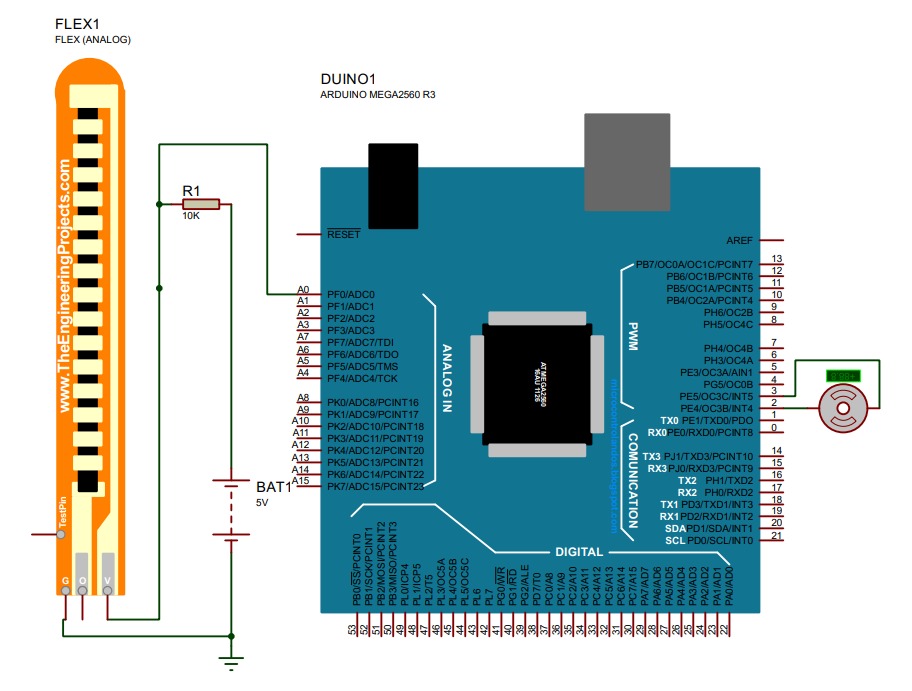 FLEX1
FLEX (ANALOG)
www.TheEngineeringProjects.com
TestPin
G O V
R1
10K
BAT1
5V
DUINO1
ARDUINO MEGA2560 R3
RESET
A0 PF0/ADC0
A1 PF1/ADC1
A2 PF2/ADC2
A3 PF3/ADC3
A7 PF7/ADC7/TDI
A6 PF6/ADC6/TDO
A5 PF5/ADC5/TMS
A4 PF4/ADC4/TCK
A8 PK0/ADC8/PCINT16
A9 PK1/ADC9/PCINT17
A10 PK2/ADC10/PCINT18
A11 PK3/ADC11/PCINT19
A12 PK4/ADC12/PCINT20
A13 PK5/ADC13/PCINT21
A14 PK6/ADC14/PCINT22
A15 PK7/ADC15/PCINT23
ANALOG IN
ATMEGA2560
16AU 1126
microcontrolandos.blogspot.com
PWM
COMUNICATION
DIGITAL
AREF
PB7/OC0A/OC1C/PCINT7 13
PB6/OC1B/PCINT6 12
PB5/OC1A/PCINT5 11
PB4/OC2A/PCINT4 10
PH6/OC2B 9
PH5/OC4C 8
PH4/OC4B 7
PH3/OC4A 6
PE3/OC3A/AIN1 5
PG5/OC0B 4
PE5/OC3C/INT5 3
PE4/OC3B/INT4 2
TX0 PE1/TXD0/PDO 1
RX0 PE0/RXD0/PCINT8 0
TX3 PJ1/TXD3/PCINT10 14
RX3 PJ0/RXD3/PCINT9 15
TX2 PH1/TXD2 16
RX2 PH0/RXD2 17
TX1 PD3/TXD1/INT3 18
RX1 PD2/RXD1/INT2 19
SDA PD1/SDA/INT1 20
SCL PD0/SCL/INT0 21
PB0/SS/PCINT0 53
PB1/SCK/PCINT1 52
PB2/MOSI/PCINT2 51
PB3/MISO/PCINT3 50
PL0/ICP4 49
PL1/ICP5 48
PL2/T5 47
PL3/OC5A 46
PL4/OC5B 45
PL5/OC5C 44
PL6 43
PL7 42
PG0/WR 41
PG1/RD 40
PG2/ALE 39
PD7/T0 38
PC0/A8 37
PC1/A9 36
PC2/A10 35
PC3/A11 34
PC4/A12 33
PC5/A13 32
PC6/A14 31
PC7/A15 30
PA7/AD7 29
PA6/AD6 28
PA5/AD5 27
PA4/AD4 26
PA3/AD3 25
PA2/AD2 24
PA1/AD1 23
PA0/AD0 22